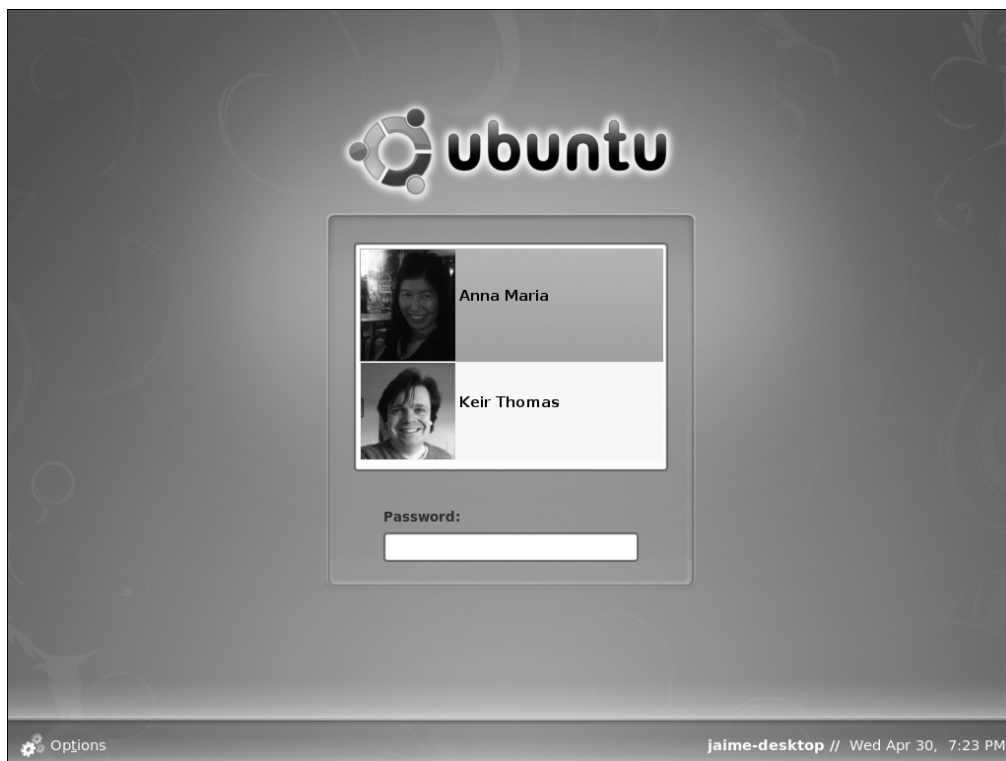 ubuntu
Anna Maria
Keir Thomas
Password:
Options
jaime-desktop // Wed Apr 30, 7:23 PM